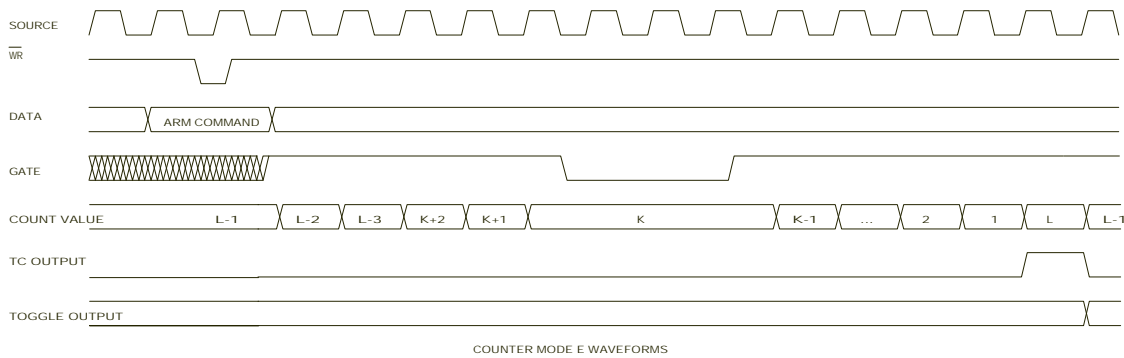 SOURCE
WR
DATA ARM COMMAND
GATE
COUNT VALUE L-1 L-2 L-3 K+2 K+1 K K-1 ... 2 1 L L-1
TC OUTPUT
TOGGLE OUTPUT
COUNTER MODE E WAVEFORMS